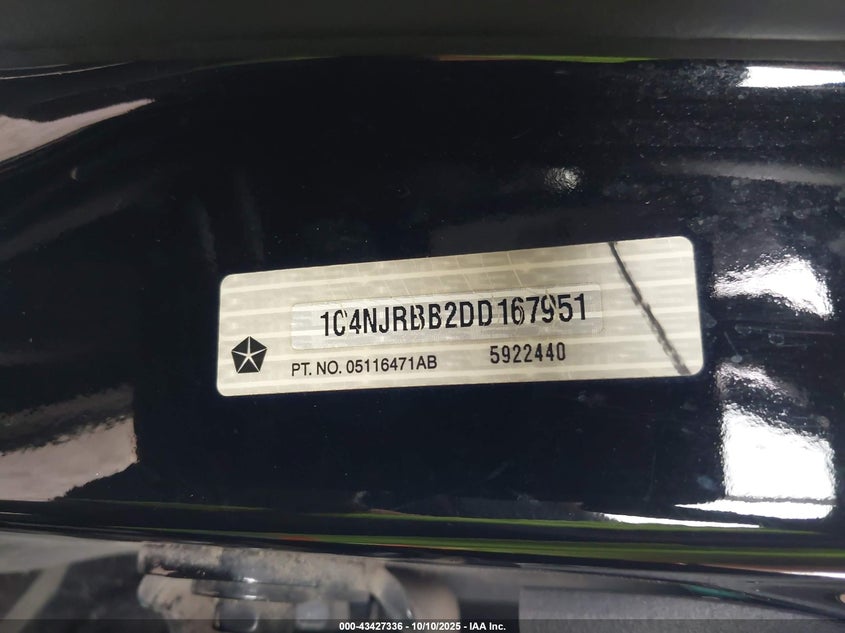 1C4NJRBB2DD167951
PT. NO. 05116471AB 5922440
000-43427336 - 10/10/2025 - IAA Inc.